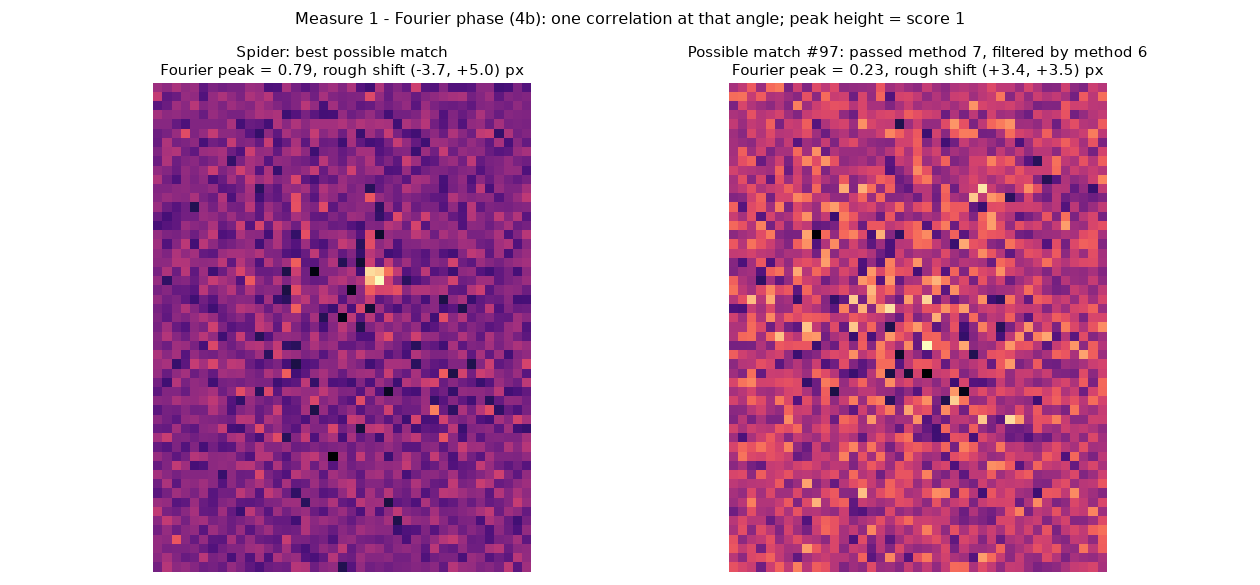 Measure 1 - Fourier phase (4b): one correlation at that angle; peak height = score 1
Spider: best possible match
Fourier peak = 0.79, rough shift (-3.7, +5.0) px
Possible match #97: passed method 7, filtered by method 6
Fourier peak = 0.23, rough shift (+3.4, +3.5) px